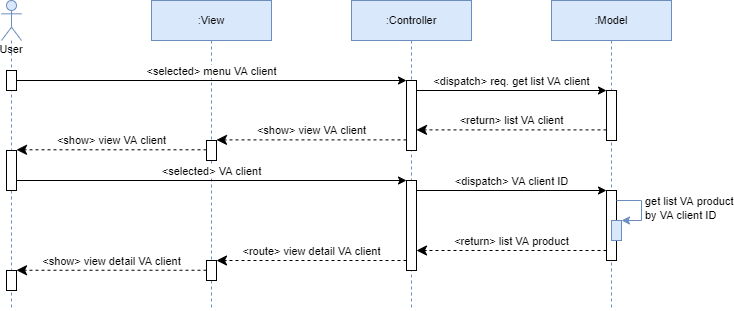 :View
:Controller
:Model
User
<selected> menu VA client
<dispatch> req. get list VA client
<return> list VA client
<show> view VA client
<show> view VA client
<selected> VA client
<dispatch> VA client ID
get list VA product
by VA client ID
<return> list VA product
<route> view detail VA client
<show> view detail VA client